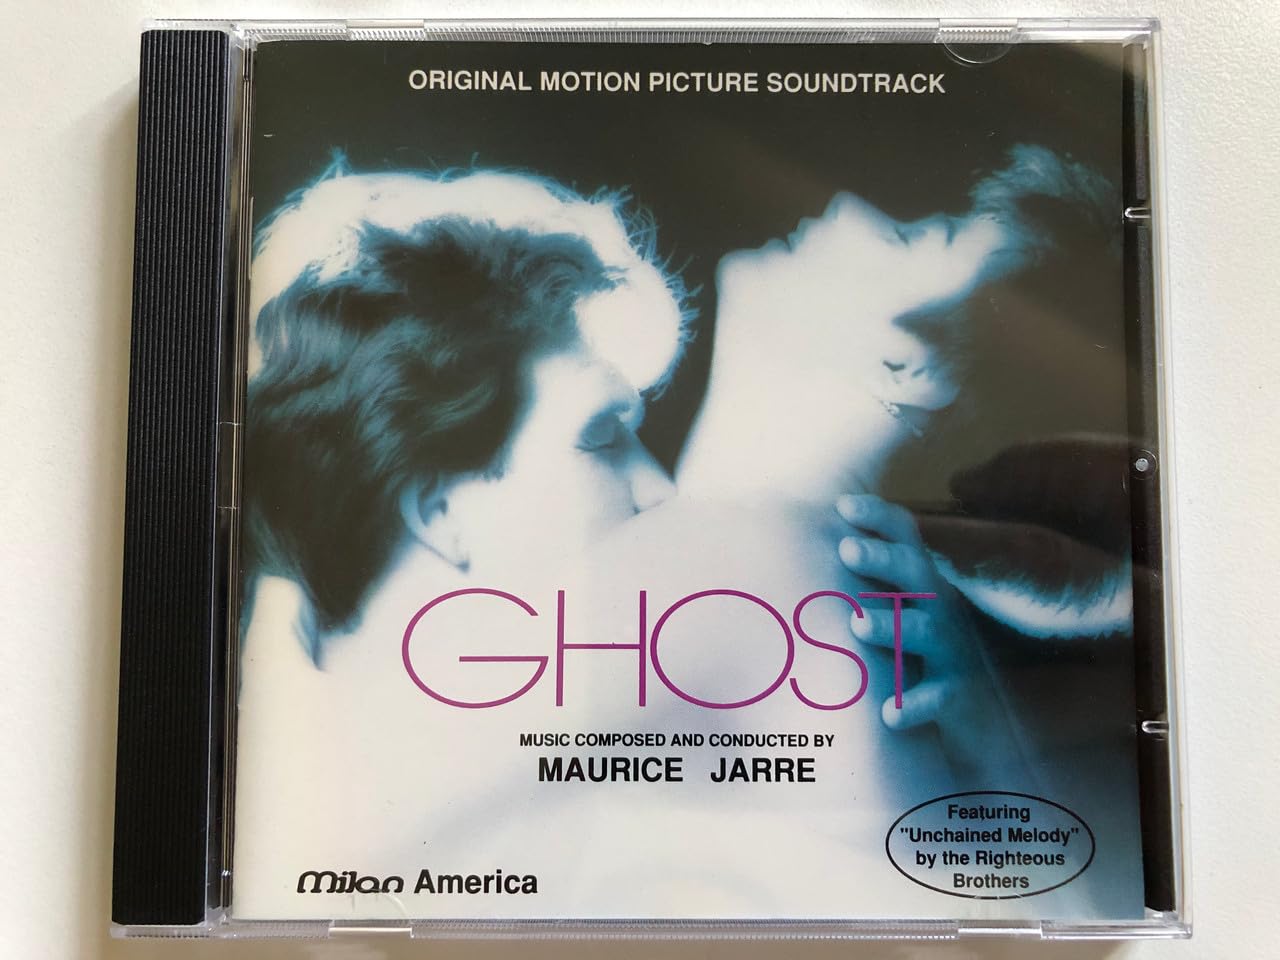 ORIGINAL MOTION PICTURE SOUNDTRACK
GHOST
MUSIC COMPOSED AND CONDUCTED BY
MAURICE JARRE
Featuring
"Unchained Melody"
by the Righteous
Brothers
milan America